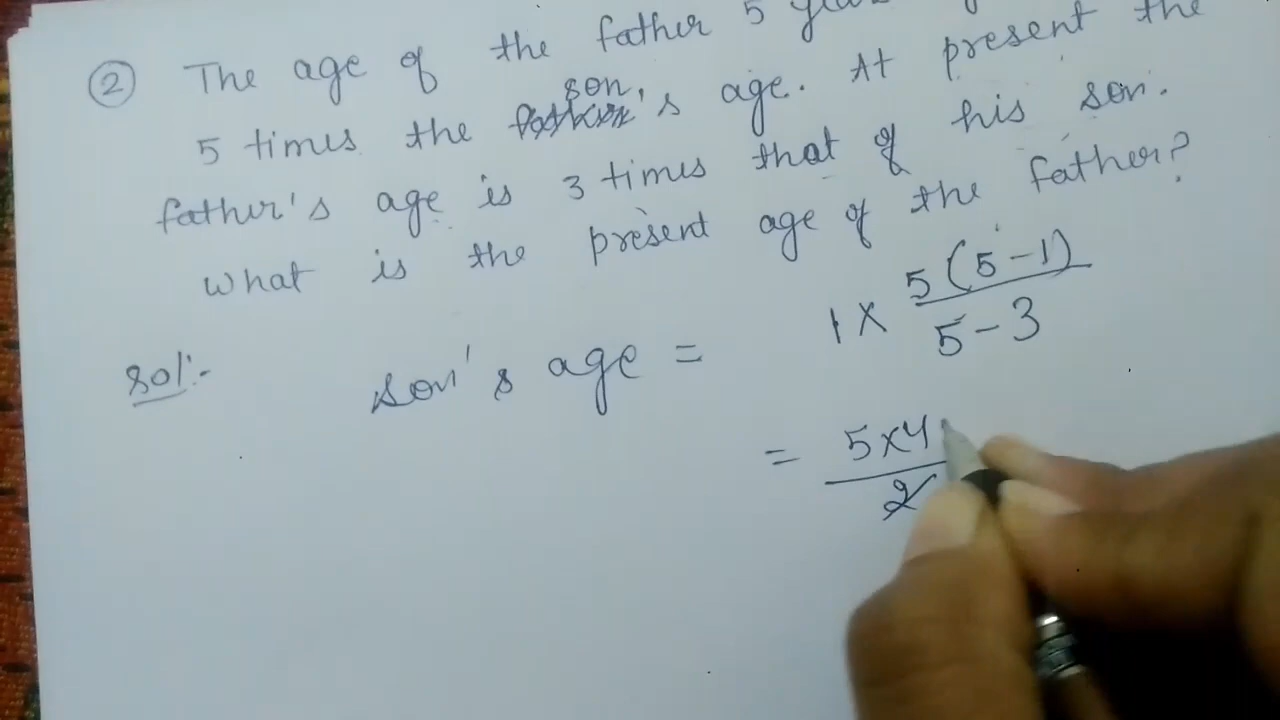 ② The age of the father 5
5 times the son's age. At present the
father's age is 3 times that of his son.
What is the present age of the father?
Sol:- Son's age = 1 × 5(5-1) / 5-3
= 5×4 / 2